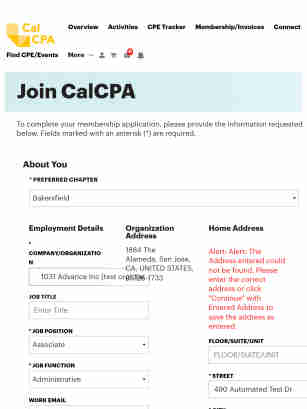 Cal
CPA
Overview Activities CPE Tracker Membership/Invoices Connect
Find CPE/Events More
Join CalCPA
To complete your membership application, please provide the information requested
below. Fields marked with an asterisk (*) are required.
About You
* PREFERRED CHAPTER
Bakersfield
Employment Details
*
COMPANY/ORGANIZATIO
N
1031 Advance Inc [test org]
JOB TITLE
Enter Title
* JOB POSITION
Associate
* JOB FUNCTION
Administrative
WORK EMAIL
Organization
Address
1884 The
Alameda, San Jose,
CA, UNITED STATES,
95126-1733
Home Address
Alert: Alert: The
Address entered could
not be found. Please
enter the correct
address or click
"Continue" with
Entered Address to
save the address as
entered.
FLOOR/SUITE/UNIT
FLOOR/SUITE/UNIT
* STREET
490 Automated Test Dr.